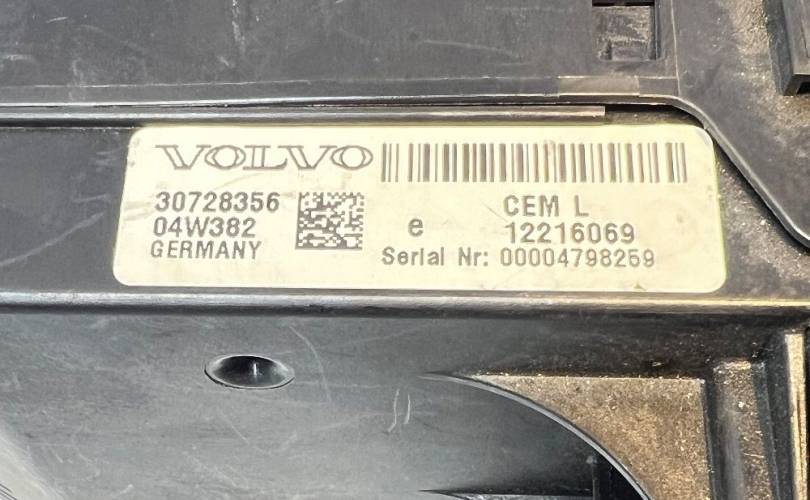 VOLVO
30728356
04W382
GERMANY
CEM L
e 12216069
Serial Nr: 00004798259